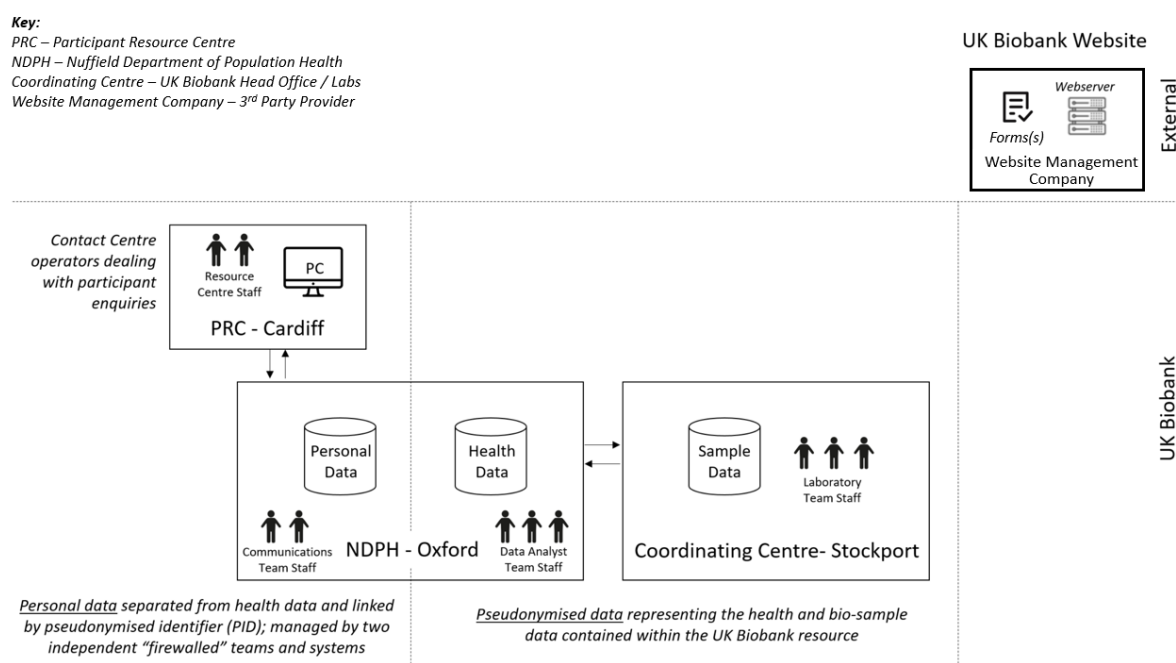 Key:
PRC – Participant Resource Centre
NDPH – Nuffield Department of Population Health
Coordinating Centre – UK Biobank Head Office / Labs
Website Management Company – 3rd Party Provider
UK Biobank Website
Webserver
Forms(s)
Website Management
Company
External
Contact Centre
operators dealing
with participant
enquiries
Resource
Centre Staff
PC
PRC - Cardiff
UK Biobank
Personal
Data
Health
Data
Communications
Team Staff
NDPH - Oxford
Data Analyst
Team Staff
Sample
Data
Laboratory
Team Staff
Coordinating Centre- Stockport
Personal data separated from health data and linked
by pseudonymised identifier (PID); managed by two
independent “firewalled” teams and systems
Pseudonymised data representing the health and bio-sample
data contained within the UK Biobank resource